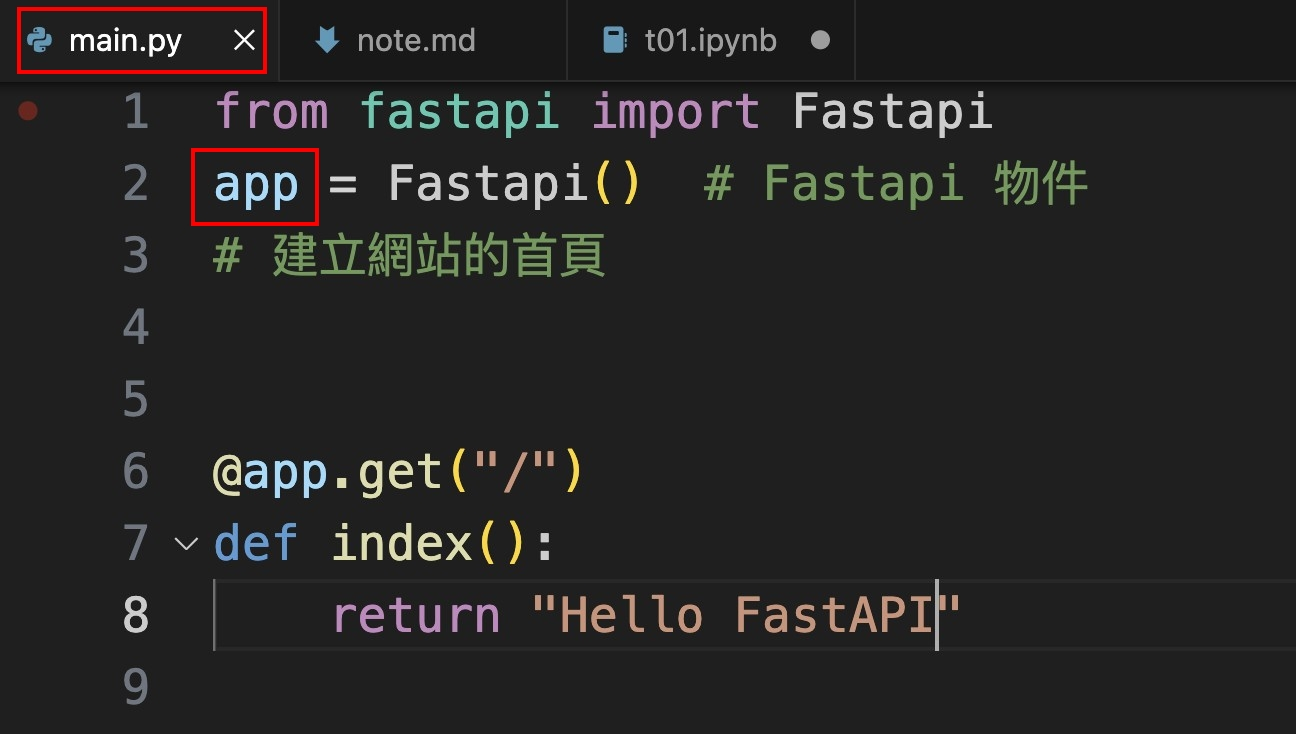 main.py
note.md
t01.ipynb
1 from fastapi import Fastapi
2 app = Fastapi()  # Fastapi 物件
3 # 建立網站的首頁
4
5
6 @app.get("/")
7 def index():
8     return "Hello FastAPI"
9